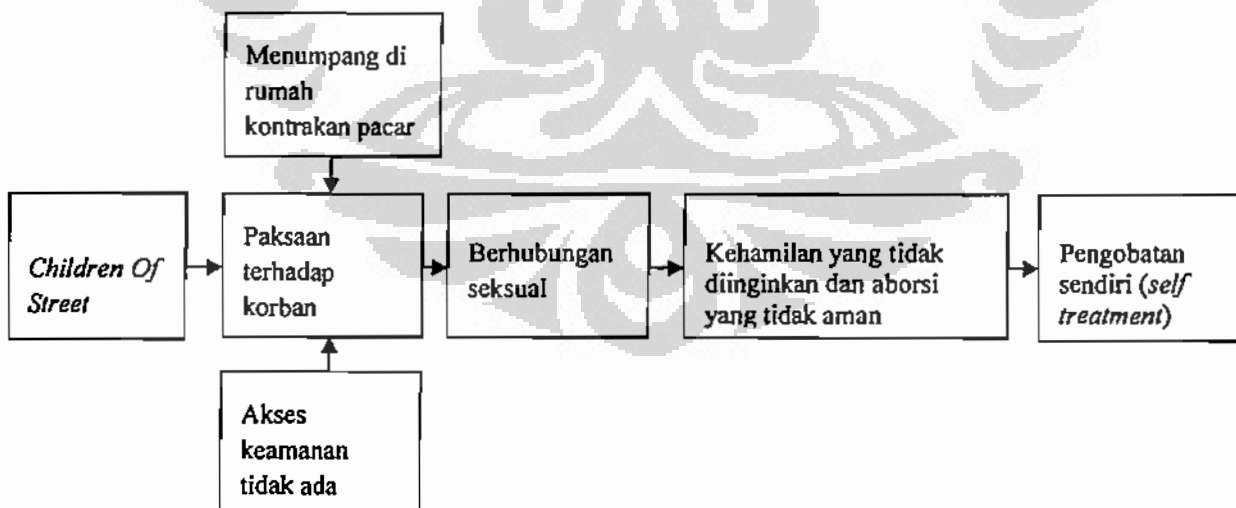 Menumpang di
rumah
kontrakan pacar
Children Of
Street
Paksaan
terhadap
korban
Berhubungan
seksual
Kehamilan yang tidak
diinginkan dan aborsi
yang tidak aman
Pengobatan
sendiri (self
treatment)
Akses
keamanan
tidak ada